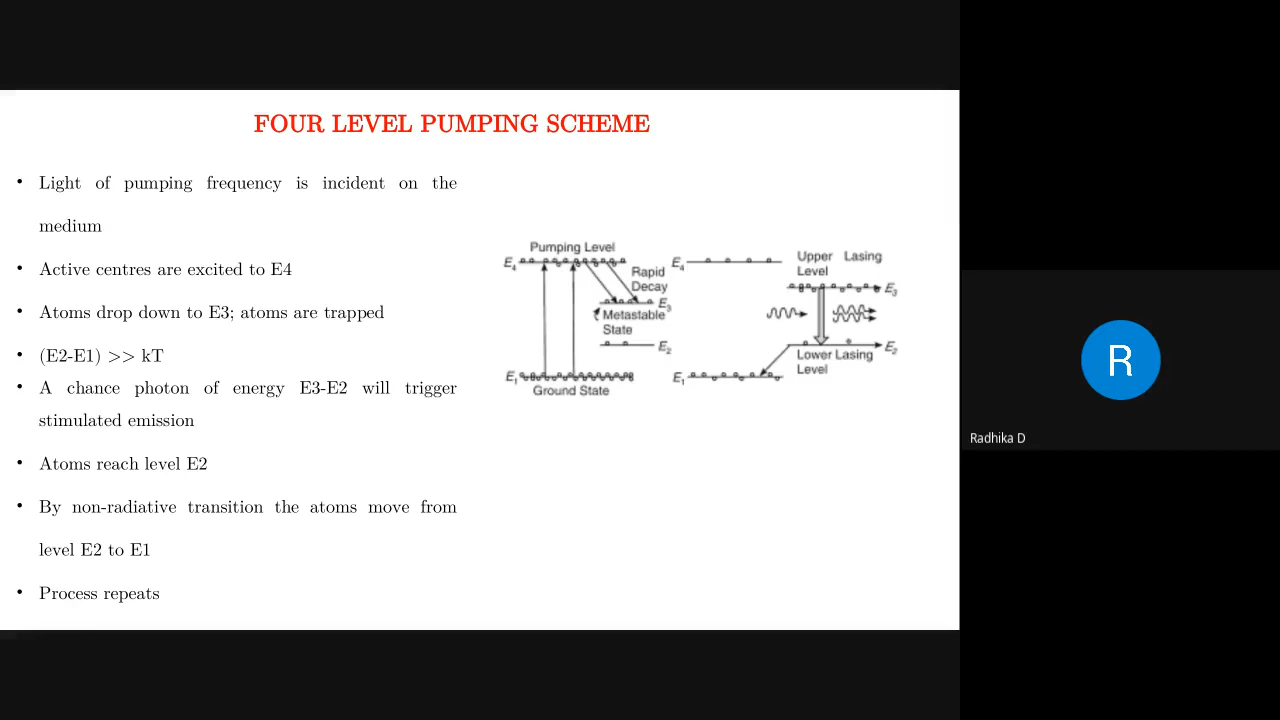 FOUR LEVEL PUMPING SCHEME
• Light of pumping frequency is incident on the
medium
• Active centres are excited to E4
• Atoms drop down to E3; atoms are trapped
• (E2-E1) >> kT
• A chance photon of energy E3-E2 will trigger
stimulated emission
• Atoms reach level E2
• By non-radiative transition the atoms move from
level E2 to E1
• Process repeats
Pumping Level
E4
Rapid
Decay
E3
Metastable
State
E2
E1
Ground State
E4
Upper Lasing
Level
E3
E2
Lower Lasing
Level
E1
R
Radhika D